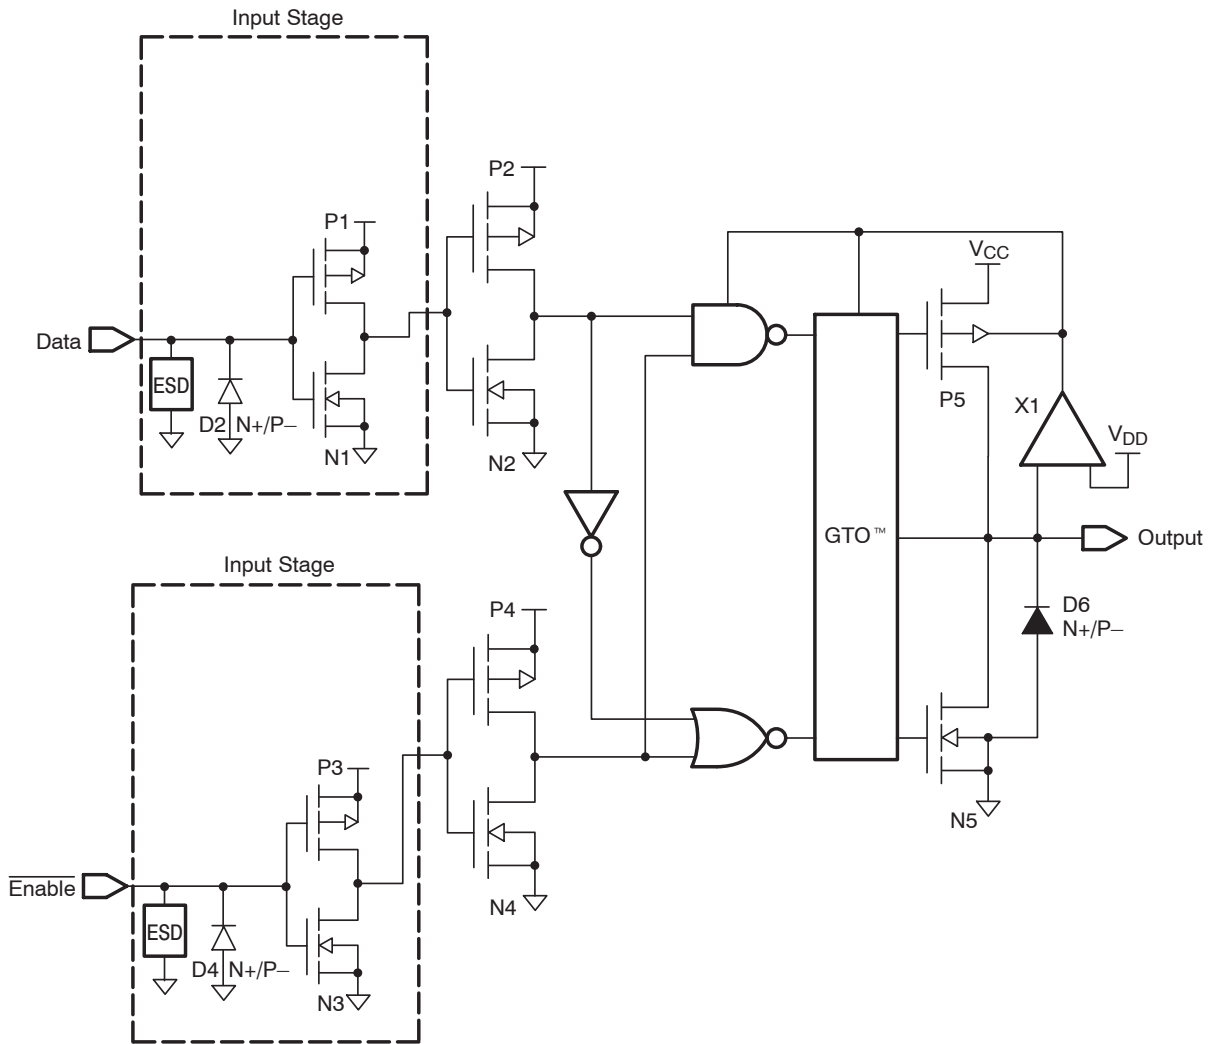 Input Stage
P2
P1
VCC
Data
ESD
D2 N+/P–
P5
X1
VDD
N1
N2
GTO™
Output
Input Stage
P4
D6
N+/P–
P3
N5
Enable
N4
ESD
D4 N+/P–
N3